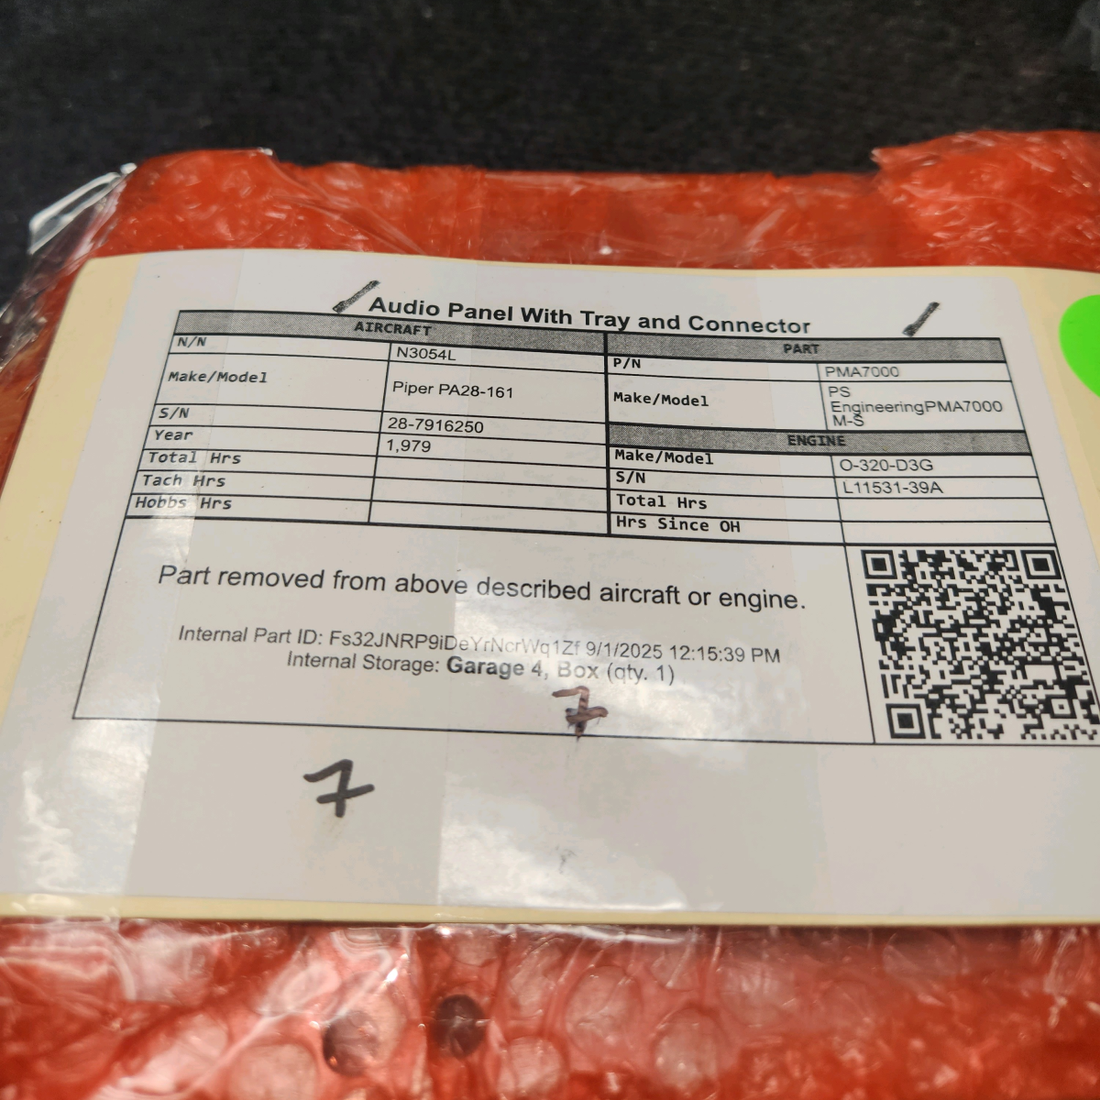 Audio Panel With Tray and Connector
AIRCRAFT
N/N N3054L
Make/Model Piper PA28-161
S/N 28-7916250
Year 1,979
Total Hrs
Tach Hrs
Hobbs Hrs
PART
P/N PMA7000
Make/Model PS
EngineeringPMA7000
M-S
ENGINE
Make/Model O-320-D3G
S/N L11531-39A
Total Hrs
Hrs Since OH
Part removed from above described aircraft or engine.
Internal Part ID: Fs32JNRP9iDeYrNcrWq1Zf 9/1/2025 12:15:39 PM
Internal Storage: Garage 4, Box (qty. 1)
7
7